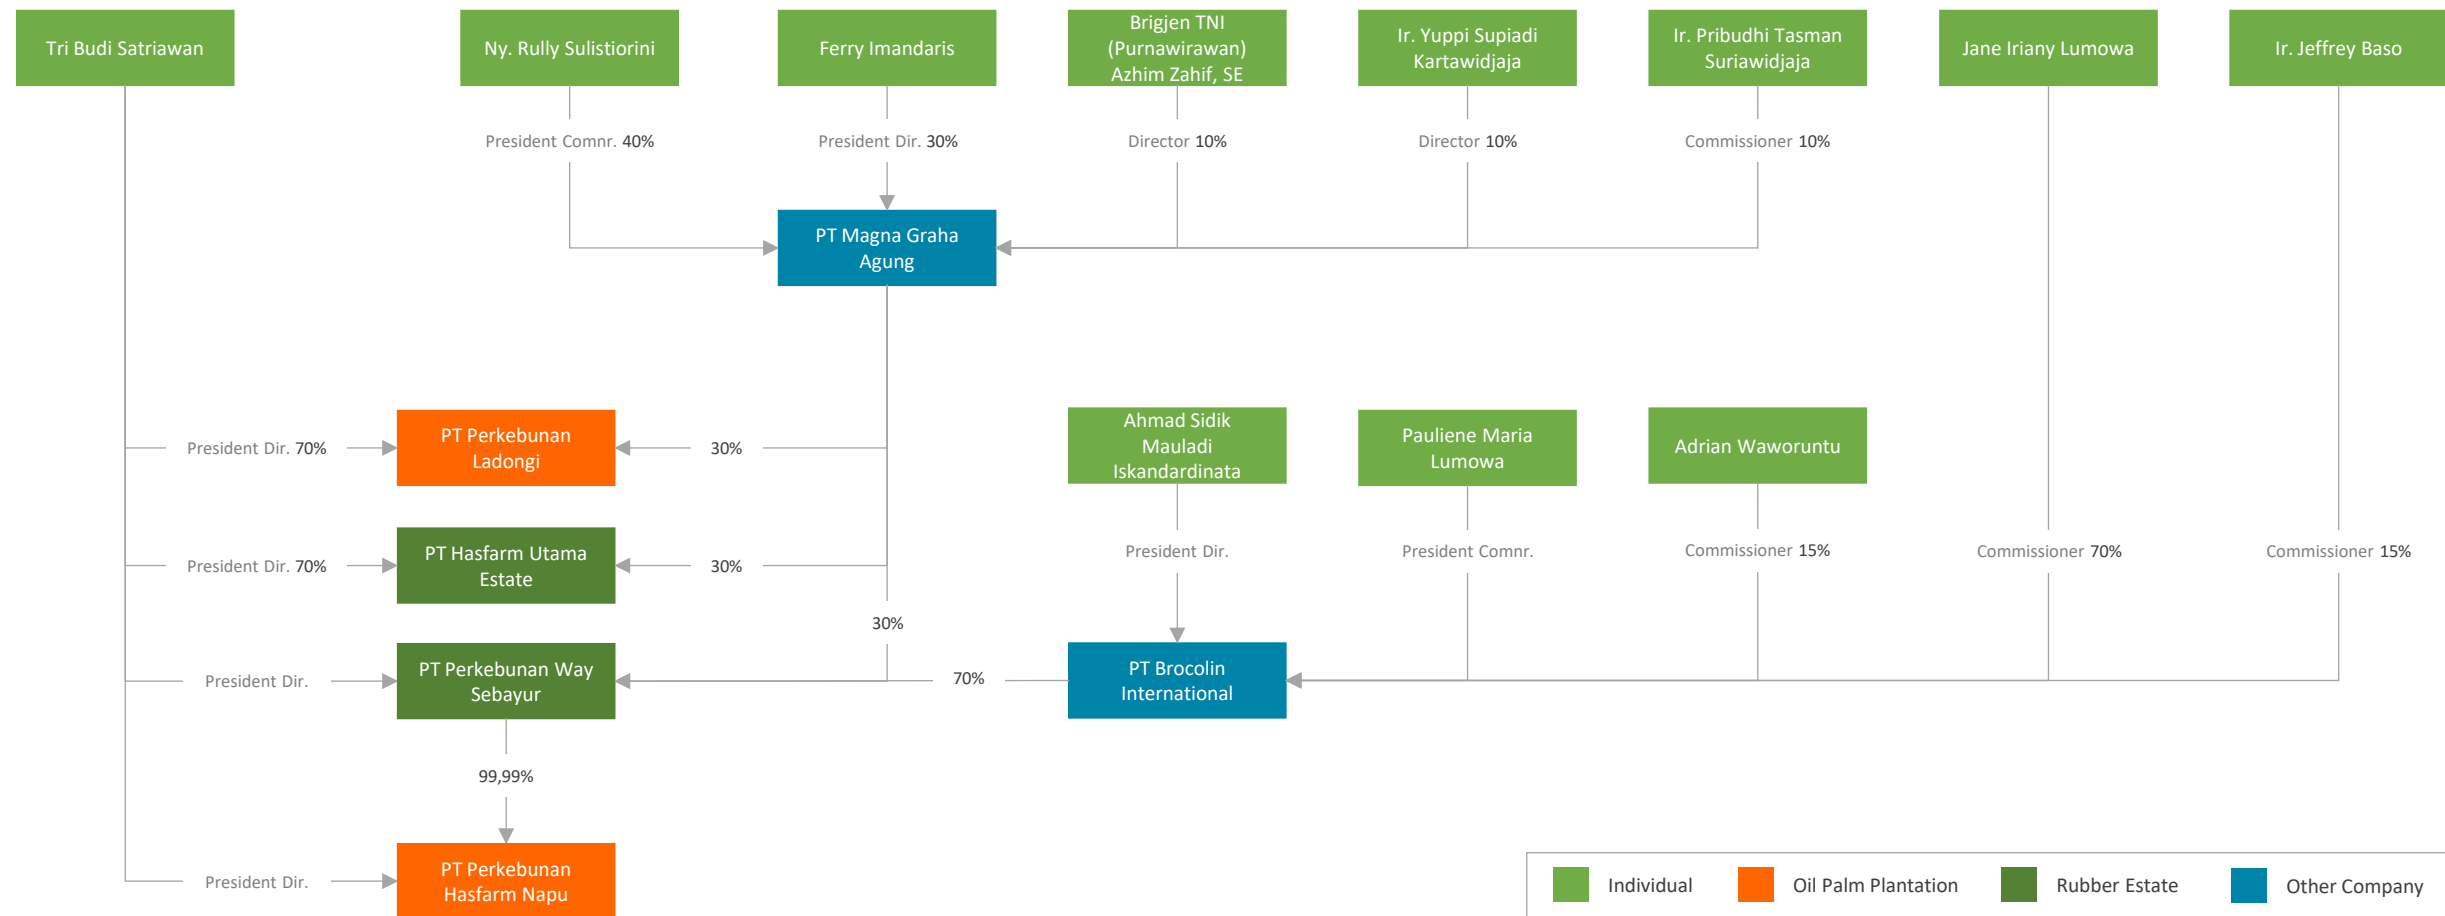 Tri Budi Satriawan
Ny. Rully Sulistiorini
Ferry Imandaris
Brigjen TNI
(Purnawirawan)
Azhim Zahif, SE
Ir. Yuppi Supiadi
Kartawidjaja
Ir. Pribudhi Tasman
Suriawidjaja
Jane Iriany Lumowa
Ir. Jeffrey Baso
President Comnr. 40%
President Dir. 30%
Director 10%
Director 10%
Commissioner 10%
PT Magna Graha
Agung
President Dir. 70%
PT Perkebunan
Ladongi
30%
Ahmad Sidik
Mauladi
Iskandardinata
Pauliene Maria
Lumowa
Adrian Waworuntu
President Dir. 70%
PT Hasfarm Utama
Estate
30%
President Dir.
President Comnr.
Commissioner 15%
Commissioner 70%
Commissioner 15%
30%
President Dir.
PT Perkebunan Way
Sebayur
70%
PT Brocolin
International
99,99%
President Dir.
PT Perkebunan
Hasfarm Napu
Individual
Oil Palm Plantation
Rubber Estate
Other Company